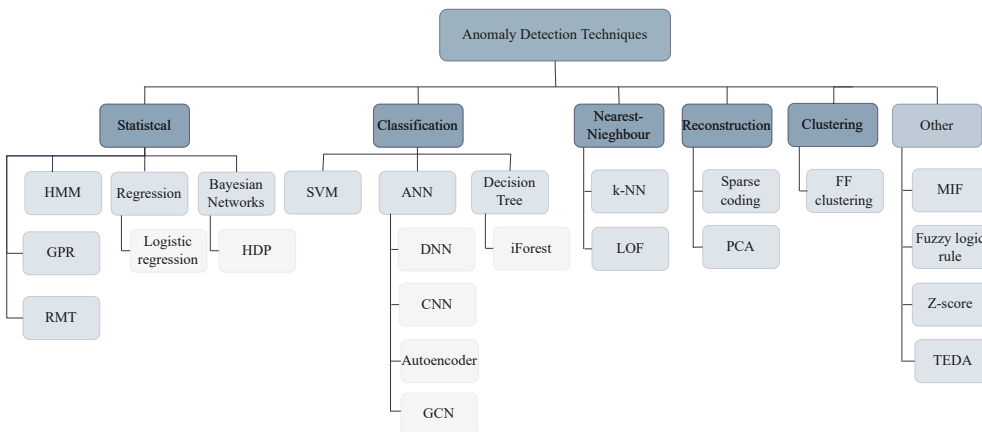 Anomaly Detection Techniques
Statistcal
Classification
Nearest-
Nieghbour
Reconstruction
Clustering
Other
HMM
Regression
Bayesian
Networks
SVM
ANN
Decision
Tree
k-NN
Sparse
coding
FF
clustering
MIF
GPR
Logistic
regression
HDP
DNN
iForest
LOF
PCA
Fuzzy logic
rule
RMT
CNN
Z-score
Autoencoder
TEDA
GCN